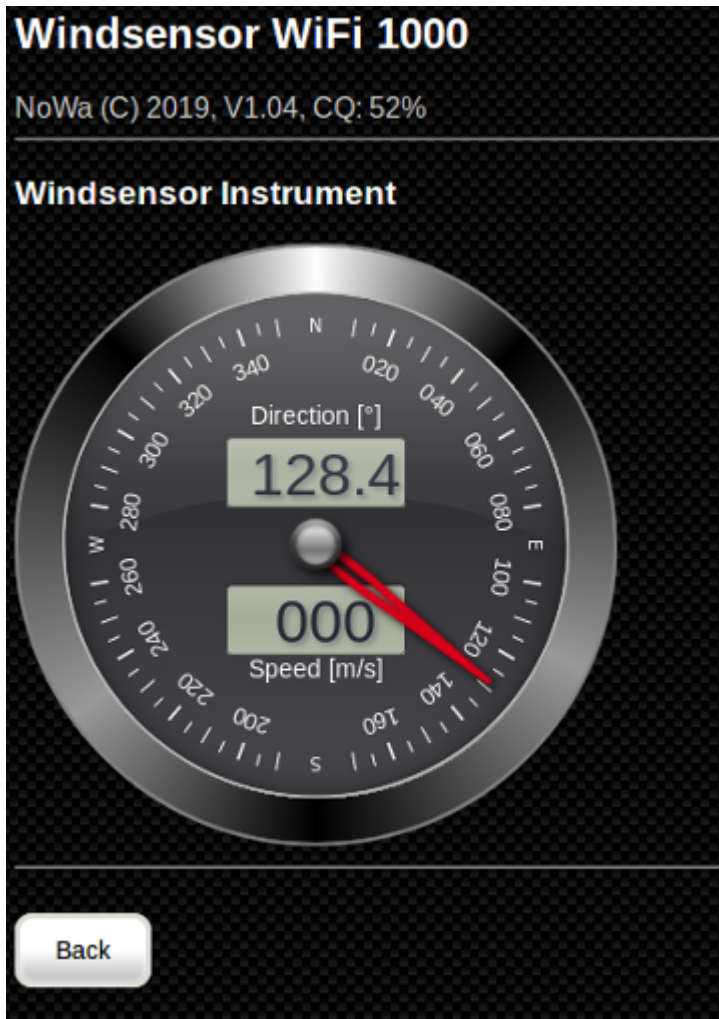 Windsensor WiFi 1000
NoWa (C) 2019, V1.04, CQ: 52%
Windsensor Instrument
N
020
040
060
080
E
100
120
140
160
S
200
220
240
260
W
280
300
320
340
Direction [°]
128.4
000
Speed [m/s]
Back